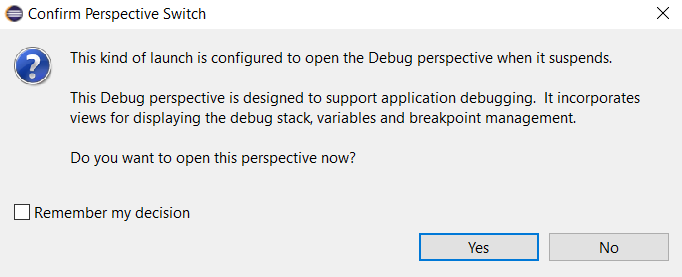 Confirm Perspective Switch
This kind of launch is configured to open the Debug perspective when it suspends.
This Debug perspective is designed to support application debugging.  It incorporates
views for displaying the debug stack, variables and breakpoint management.
Do you want to open this perspective now?
Remember my decision
Yes
No